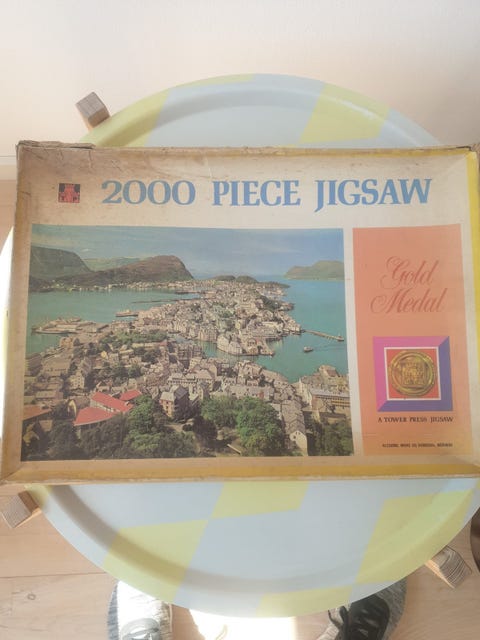 2000 PIECE JIGSAW
Gold
Medal
A TOWER PRESS JIGSAW